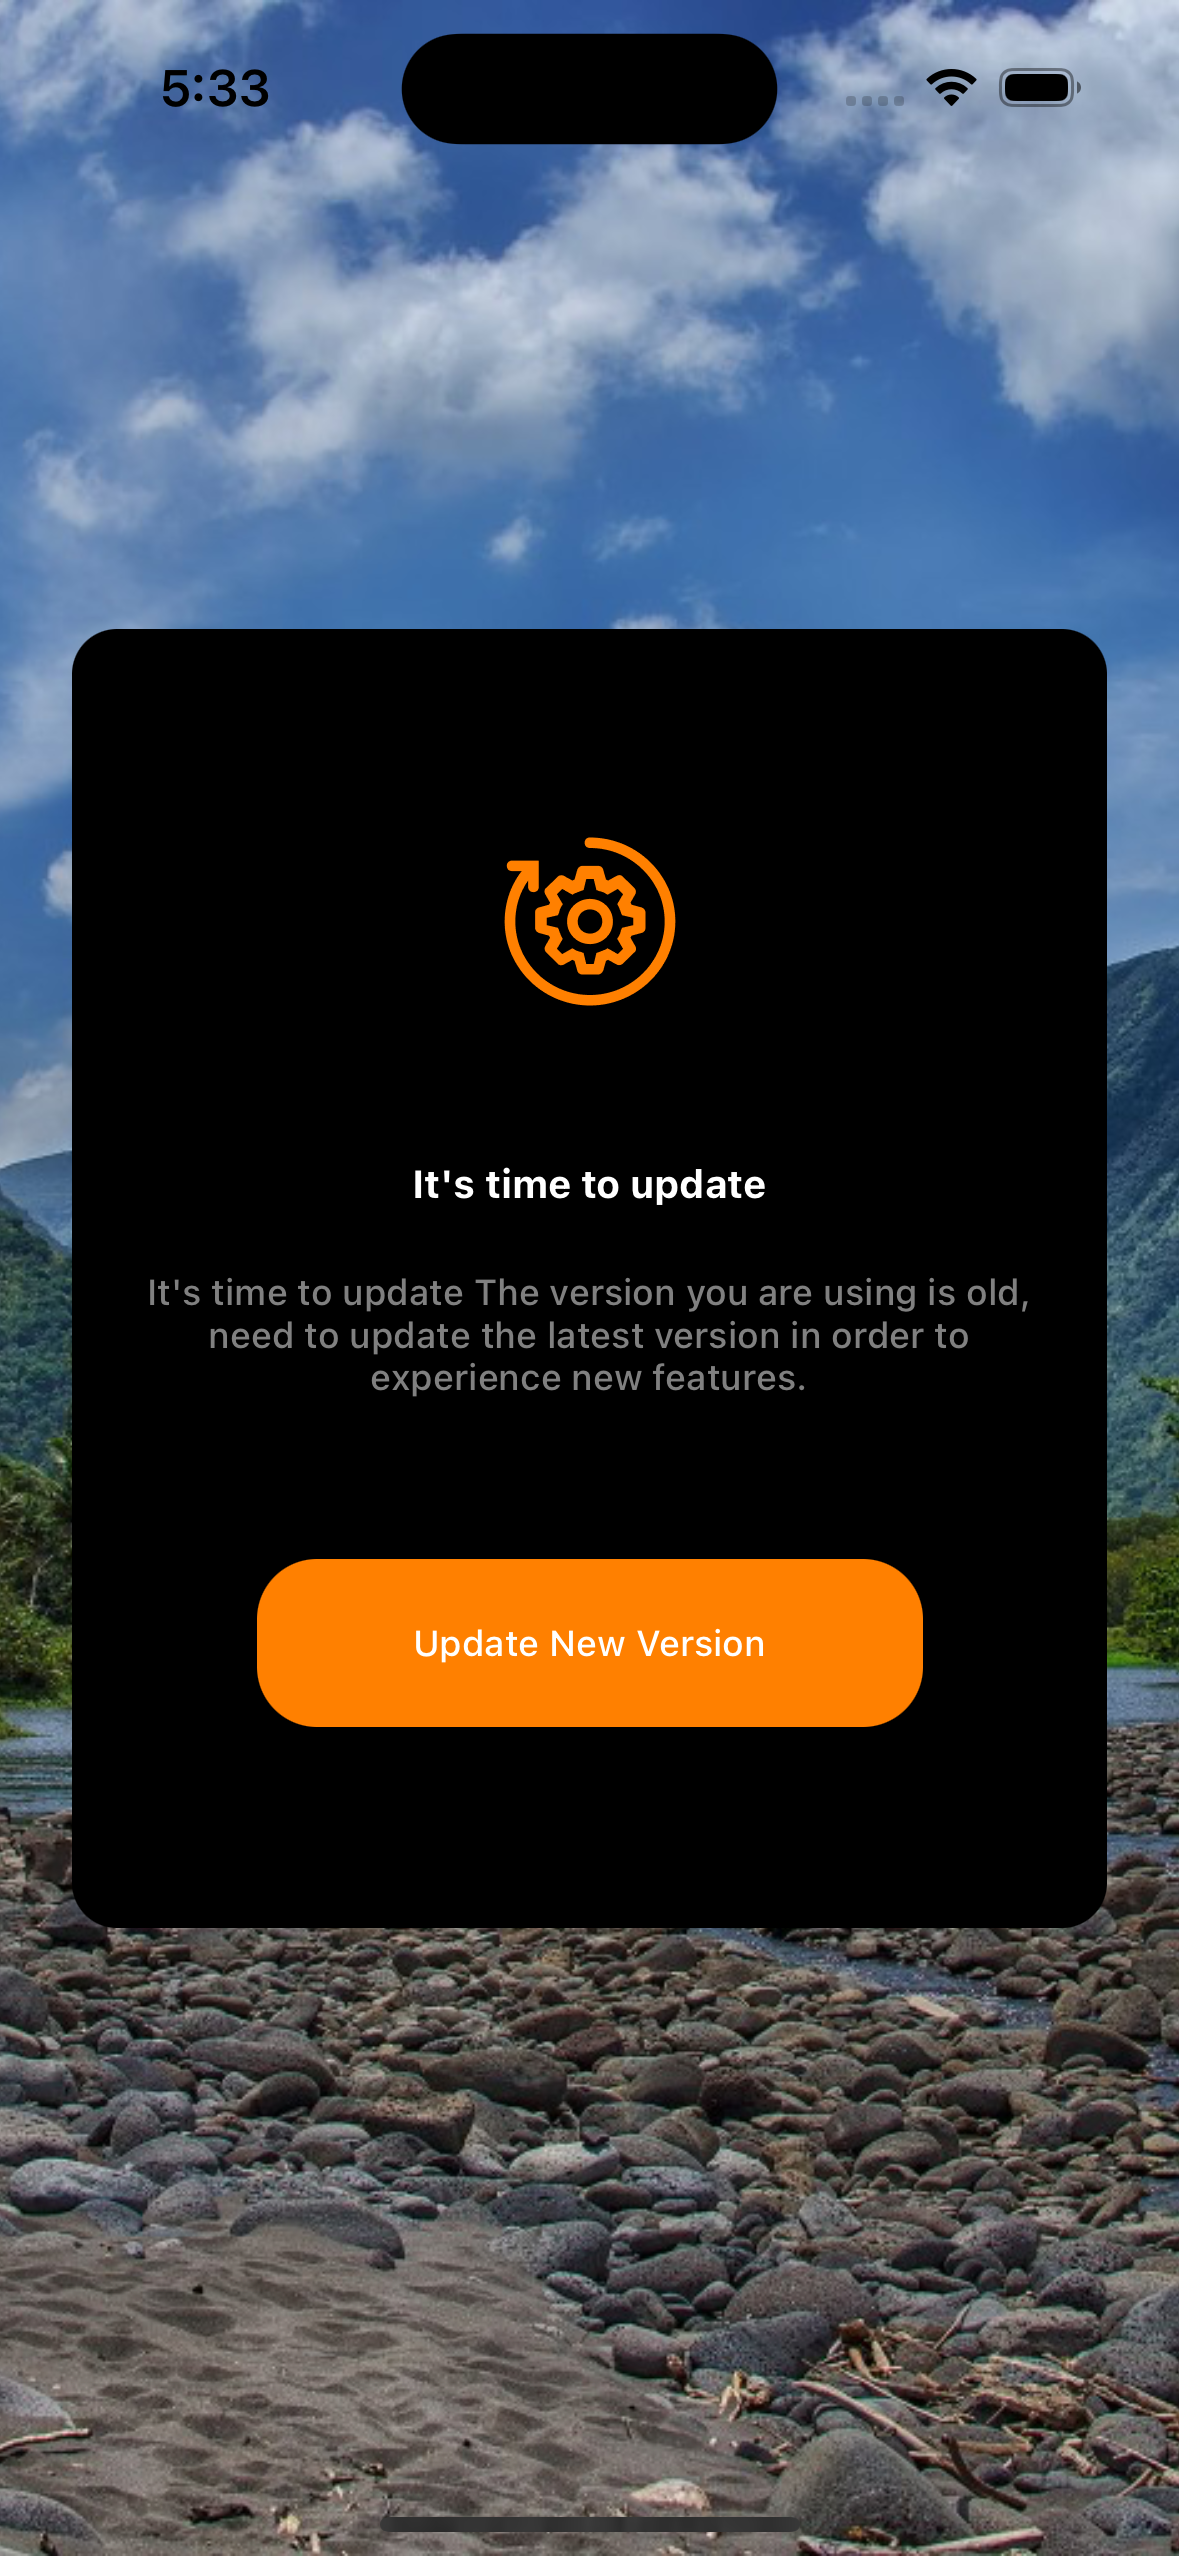 5:33
It's time to update
It's time to update The version you are using is old,
need to update the latest version in order to
experience new features.
Update New Version